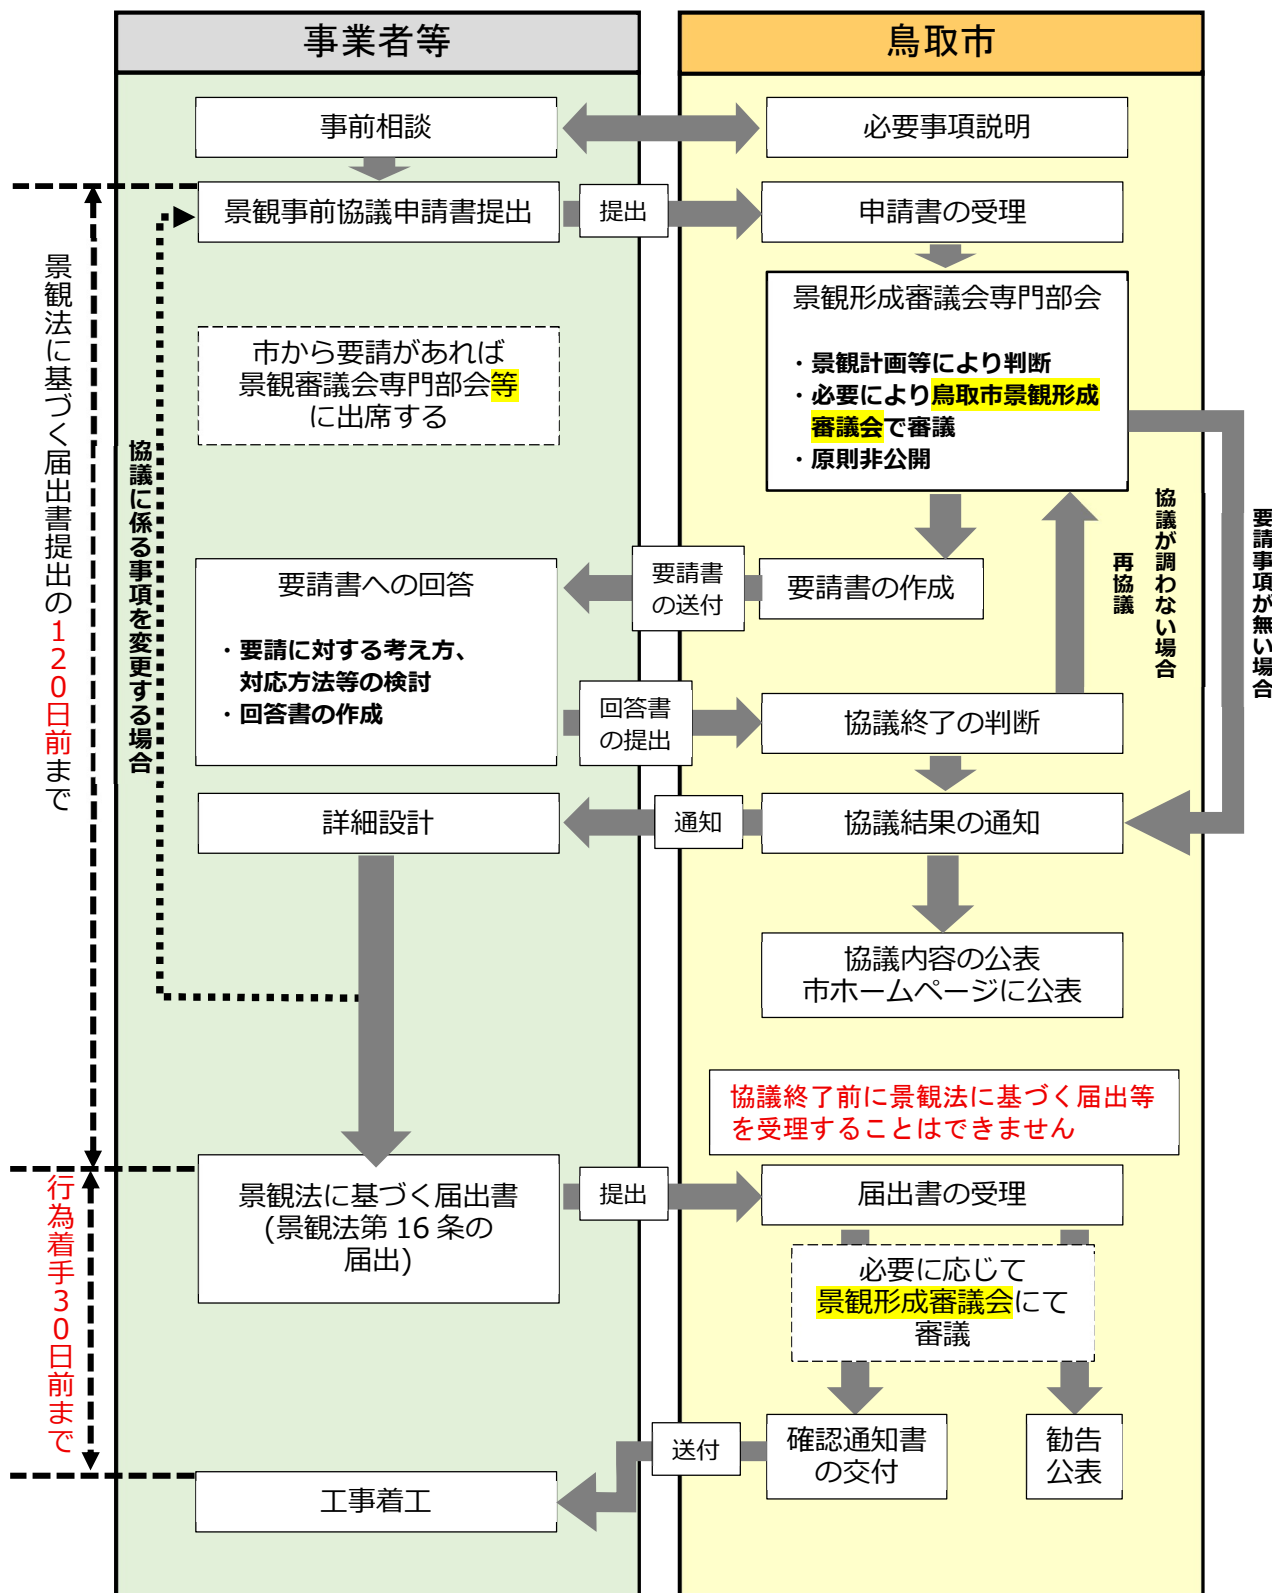 事業者等
鳥取市
事前相談
必要事項説明
景観事前協議申請書提出
提出
申請書の受理
景観形成審議会専門部会
・景観計画等により判断
・必要により鳥取市景観形成
審議会で審議
・原則非公開
市から要請があれば
景観審議会専門部会等
に出席する
景観法に基づく届出書提出の120日前まで
協議に係る事項を変更する場合
協議が調わない場合
再協議
要請事項が無い場合
要請書への回答
・要請に対する考え方、
対応方法等の検討
・回答書の作成
要請書
の送付
要請書の作成
回答書
の提出
協議終了の判断
詳細設計
通知
協議結果の通知
協議内容の公表
市ホームページに公表
協議終了前に景観法に基づく届出等
を受理することはできません
行為着手30日前まで
景観法に基づく届出書
(景観法第 16 条の
届出)
提出
届出書の受理
必要に応じて
景観形成審議会にて
審議
送付
確認通知書
の交付
勧告
公表
工事着工